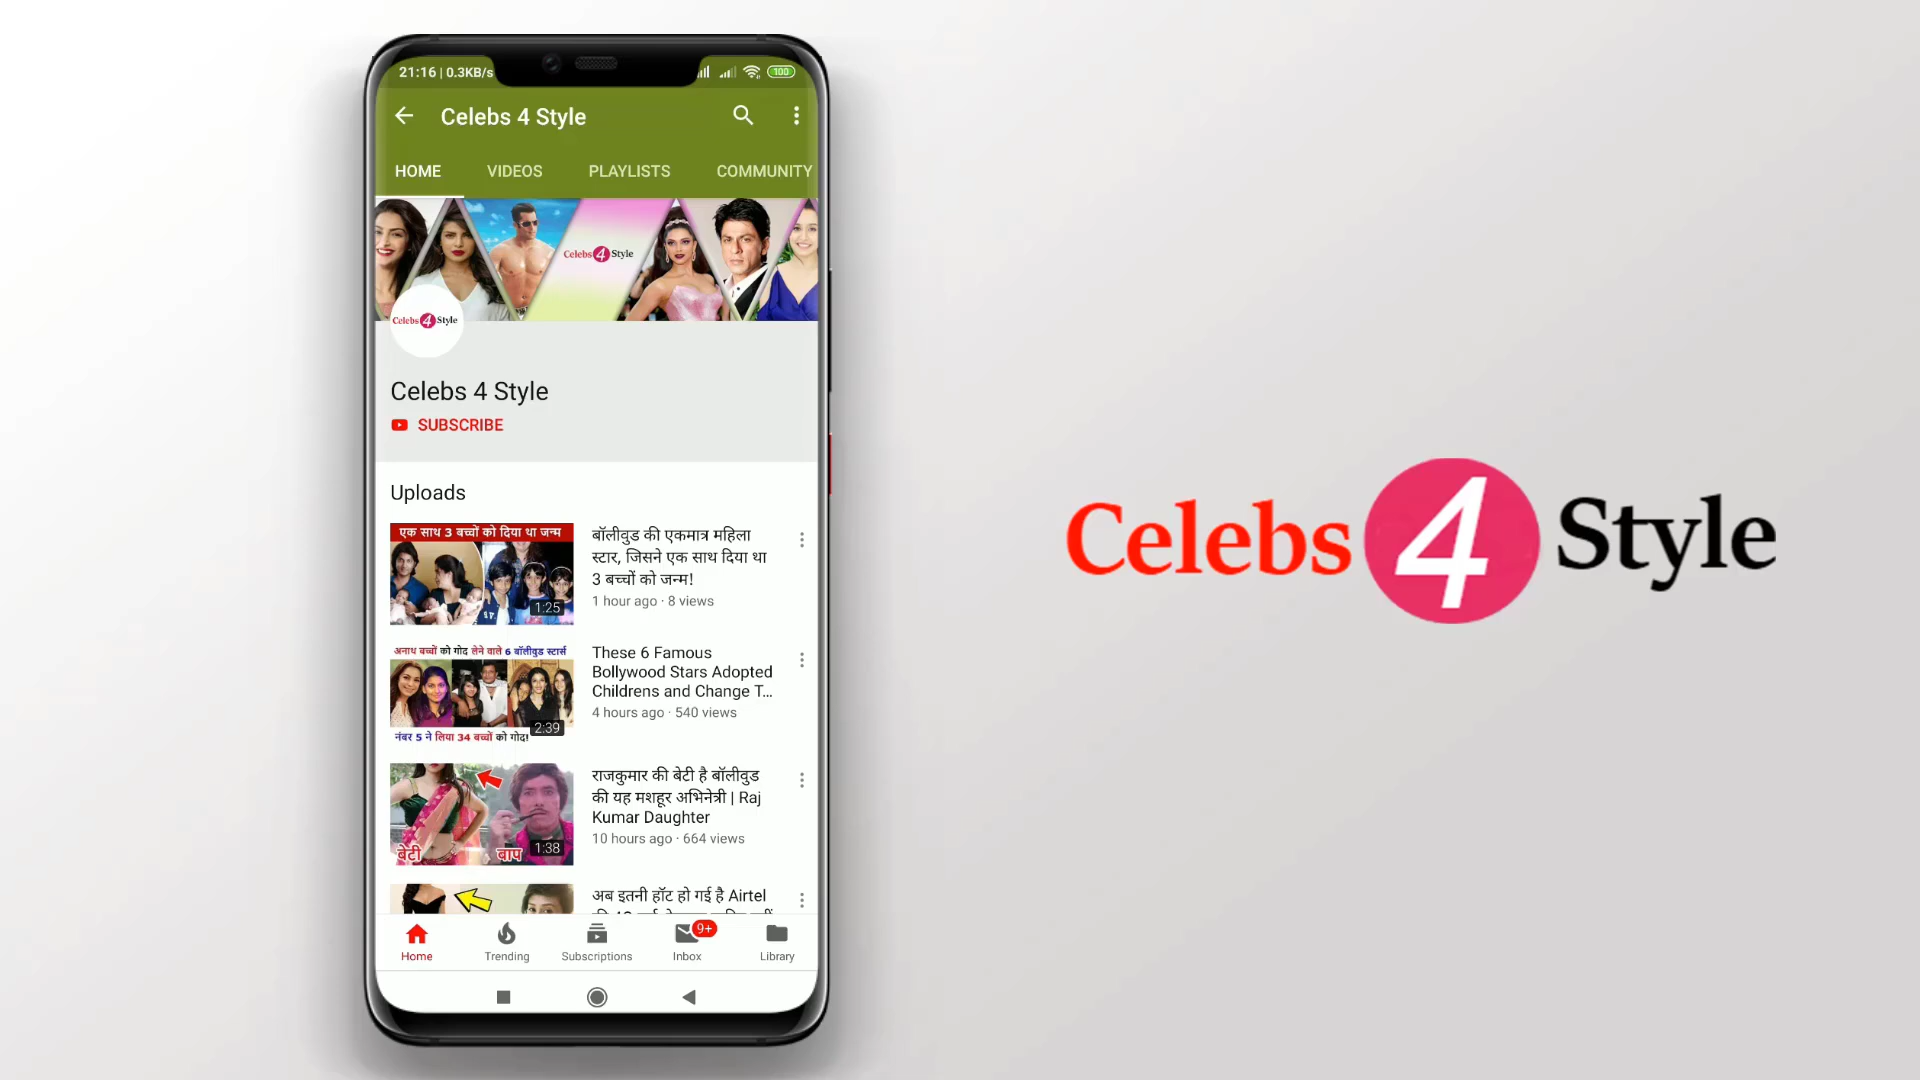 21:16 | 0.3KB/s
100
Celebs 4 Style
HOME VIDEOS PLAYLISTS COMMUNITY
Celebs 4 Style
Celebs 4 Style
Celebs 4 Style
SUBSCRIBE
Uploads
एक साथ 3 बच्चों को दिया था जन्म
1:25
बॉलीवुड की एकमात्र महिला
स्टार, जिसने एक साथ दिया था
3 बच्चों को जन्म!
1 hour ago · 8 views
अनाथ बच्चों को गोद लेने वाले 6 बॉलीवुड स्टार्स
2:39
नंबर 5 ने लिया 34 बच्चों को गोद!
These 6 Famous
Bollywood Stars Adopted
Childrens and Change T...
4 hours ago · 540 views
बेटी
बाप
1:38
राजकुमार की बेटी है बॉलीवुड
की यह मशहूर अभिनेत्री | Raj
Kumar Daughter
10 hours ago · 664 views
अब इतनी हॉट हो गई है Airtel
9+
Home Trending Subscriptions Inbox Library
Celebs 4 Style